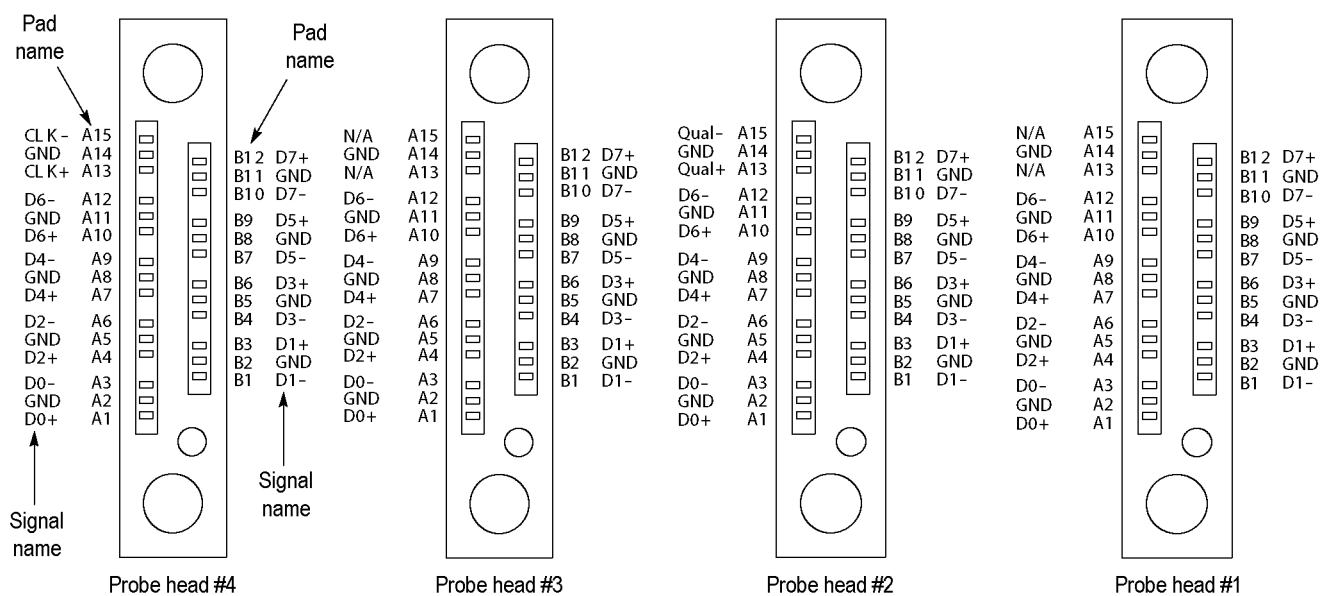 Pad
name
Pad
name
CLK- A15
GND A14
CLK+ A13
D6- A12
GND A11
D6+ A10
D4- A9
GND A8
D4+ A7
D2- A6
GND A5
D2+ A4
D0- A3
GND A2
D0+ A1
B12 D7+
B11 GND
B10 D7-
B9 D5+
B8 GND
B7 D5-
B6 D3+
B5 GND
B4 D3-
B3 D1+
B2 GND
B1 D1-
Signal
name
Signal
name
Probe head #4
N/A A15
GND A14
N/A A13
D6- A12
GND A11
D6+ A10
D4- A9
GND A8
D4+ A7
D2- A6
GND A5
D2+ A4
D0- A3
GND A2
D0+ A1
B12 D7+
B11 GND
B10 D7-
B9 D5+
B8 GND
B7 D5-
B6 D3+
B5 GND
B4 D3-
B3 D1+
B2 GND
B1 D1-
Probe head #3
Qual- A15
GND A14
Qual+ A13
D6- A12
GND A11
D6+ A10
D4- A9
GND A8
D4+ A7
D2- A6
GND A5
D2+ A4
D0- A3
GND A2
D0+ A1
B12 D7+
B11 GND
B10 D7-
B9 D5+
B8 GND
B7 D5-
B6 D3+
B5 GND
B4 D3-
B3 D1+
B2 GND
B1 D1-
Probe head #2
N/A A15
GND A14
N/A A13
D6- A12
GND A11
D6+ A10
D4- A9
GND A8
D4+ A7
D2- A6
GND A5
D2+ A4
D0- A3
GND A2
D0+ A1
B12 D7+
B11 GND
B10 D7-
B9 D5+
B8 GND
B7 D5-
B6 D3+
B5 GND
B4 D3-
B3 D1+
B2 GND
B1 D1-
Probe head #1